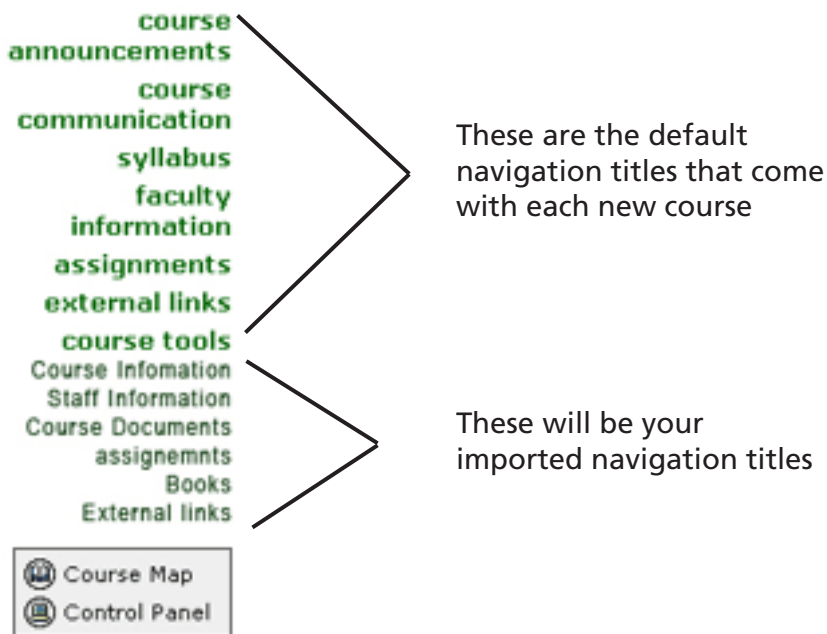 course
announcements
course
communication
syllabus
faculty
information
assignments
external links
course tools
Course Infomation
Staff Information
Course Documents
assignemnts
Books
External links
Course Map
Control Panel
These are the default
navigation titles that come
with each new course
These will be your
imported navigation titles